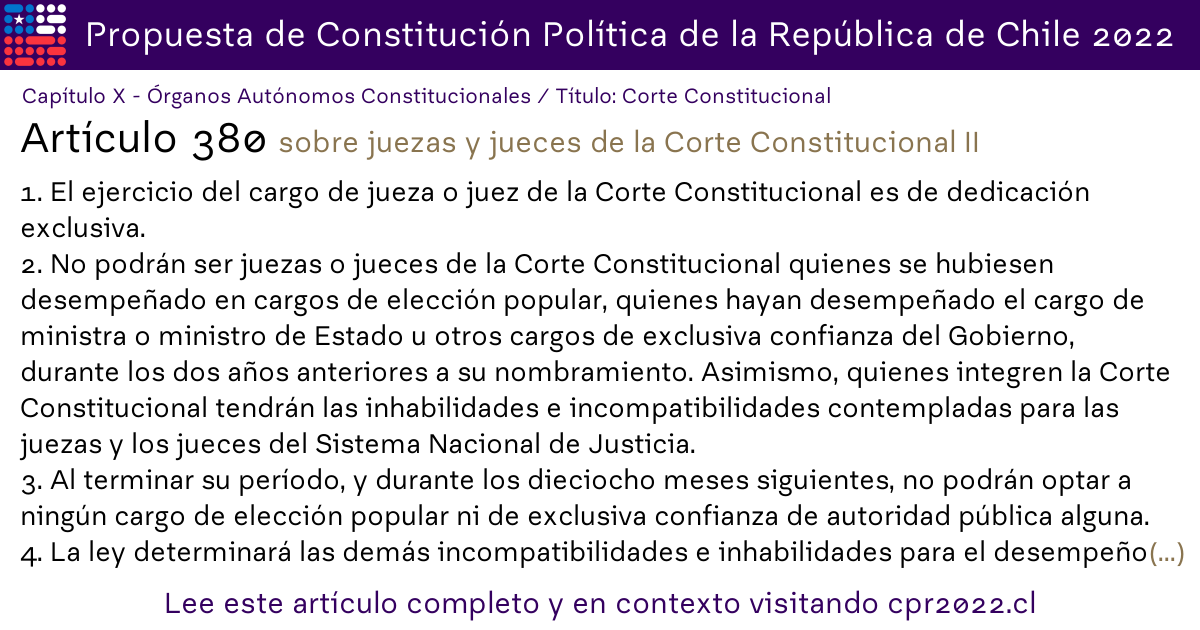 Propuesta de Constitución Política de la República de Chile 2022
Capítulo X - Órganos Autónomos Constitucionales / Título: Corte Constitucional
Artículo 380 sobre juezas y jueces de la Corte Constitucional II
1. El ejercicio del cargo de jueza o juez de la Corte Constitucional es de dedicación
exclusiva.
2. No podrán ser juezas o jueces de la Corte Constitucional quienes se hubiesen
desempeñado en cargos de elección popular, quienes hayan desempeñado el cargo de
ministra o ministro de Estado u otros cargos de exclusiva confianza del Gobierno,
durante los dos años anteriores a su nombramiento. Asimismo, quienes integren la Corte
Constitucional tendrán las inhabilidades e incompatibilidades contempladas para las
juezas y los jueces del Sistema Nacional de Justicia.
3. Al terminar su período, y durante los dieciocho meses siguientes, no podrán optar a
ningún cargo de elección popular ni de exclusiva confianza de autoridad pública alguna.
4. La ley determinará las demás incompatibilidades e inhabilidades para el desempeño(...)
Lee este artículo completo y en contexto visitando cpr2022.cl